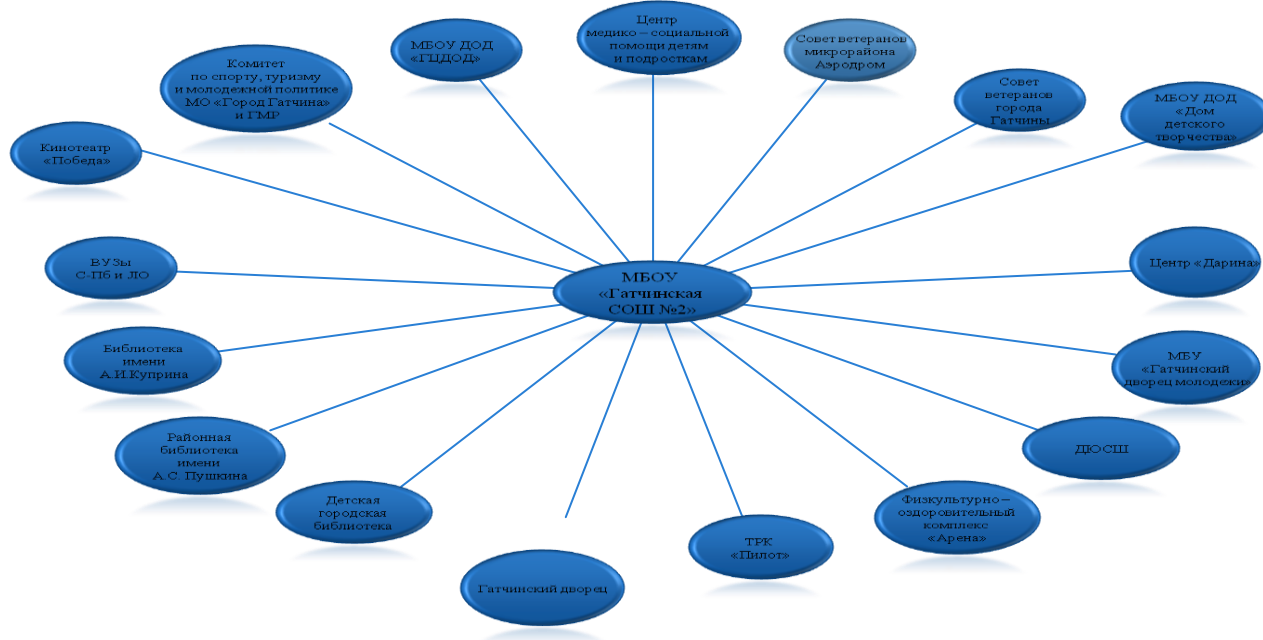 Центр
медико – социальной
помощи детям
и подросткам
МБОУ ДОД
«ГЦДОД»
Совет ветеранов
микрорайона
Аэродром
Комитет
по спорту, туризму
и молодежной политике
МО «Город Гатчина»
и ГМР
Совет
ветеранов
города
Гатчины
МБОУ ДОД
«Дом
детского
творчества»
Кинотеатр
«Победа»
ВУЗы
С-Пб и ЛО
МБОУ
«Гатчинская
СОШ №2»
Центр «Дарина»
Библиотека
имени
А.И.Куприна
МБУ
«Гатчинский
дворец молодежи»
Районная
библиотека
имени
А.С. Пушкина
ДЮСШ
Детская
городская
библиотека
Физкультурно –
оздоровительный
комплекс
«Арена»
ТРК
«Пилот»
Гатчинский дворец